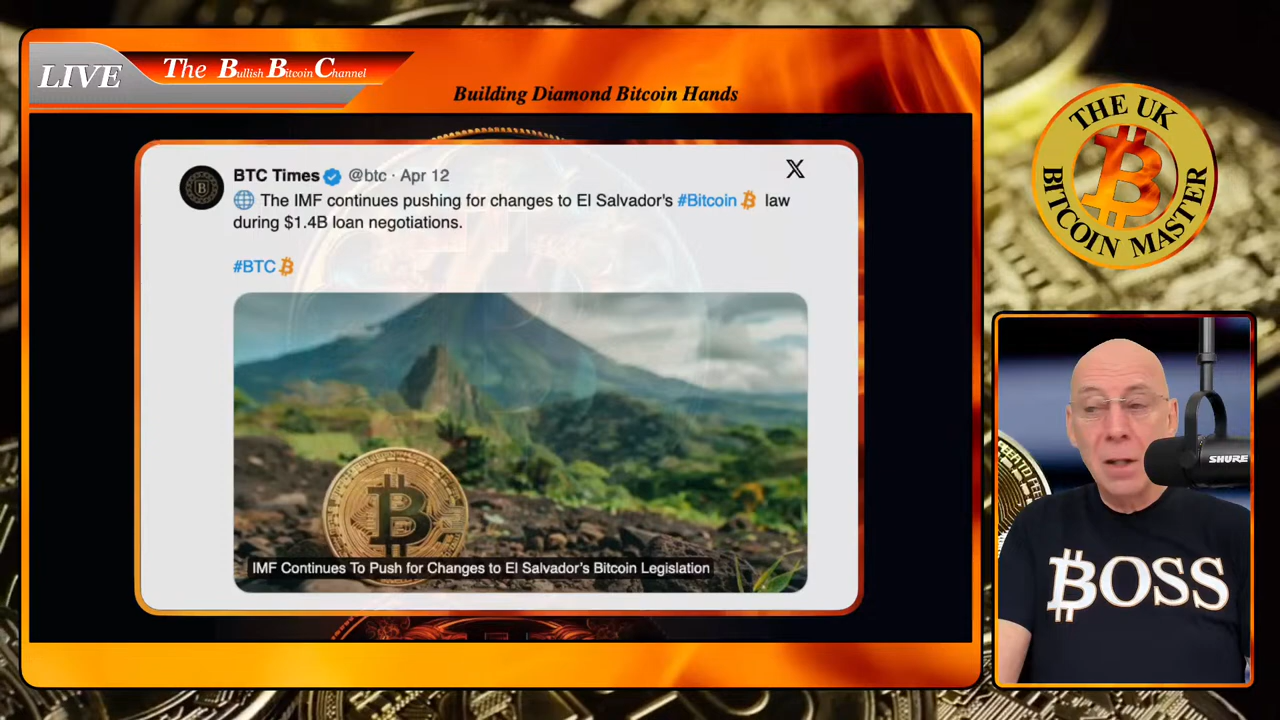 LIVE
The Bullish Bitcoin Channel
Building Diamond Bitcoin Hands
BTC Times @btc · Apr 12
The IMF continues pushing for changes to El Salvador's #Bitcoin law
during $1.4B loan negotiations.
#BTC
IMF Continues To Push for Changes to El Salvador's Bitcoin Legislation
THE UK
BITCOIN MASTER
SHURE
₿OSS